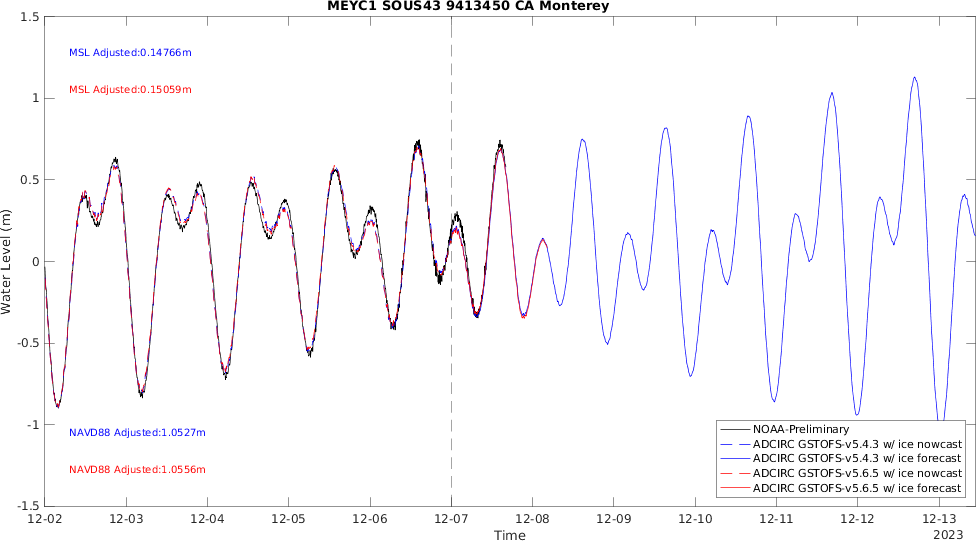 MEYC1 SOUS43 9413450 CA Monterey
1.5
1
0.5
0
-0.5
-1
-1.5
Water Level (m)
MSL Adjusted:0.14766m
MSL Adjusted:0.15059m
NAVD88 Adjusted:1.0527m
NAVD88 Adjusted:1.0556m
NOAA-Preliminary
ADCIRC GSTOFS-v5.4.3 w/ ice nowcast
ADCIRC GSTOFS-v5.4.3 w/ ice forecast
ADCIRC GSTOFS-v5.6.5 w/ ice nowcast
ADCIRC GSTOFS-v5.6.5 w/ ice forecast
12-02 12-03 12-04 12-05 12-06 12-07 12-08 12-09 12-10 12-11 12-12 12-13
Time
2023